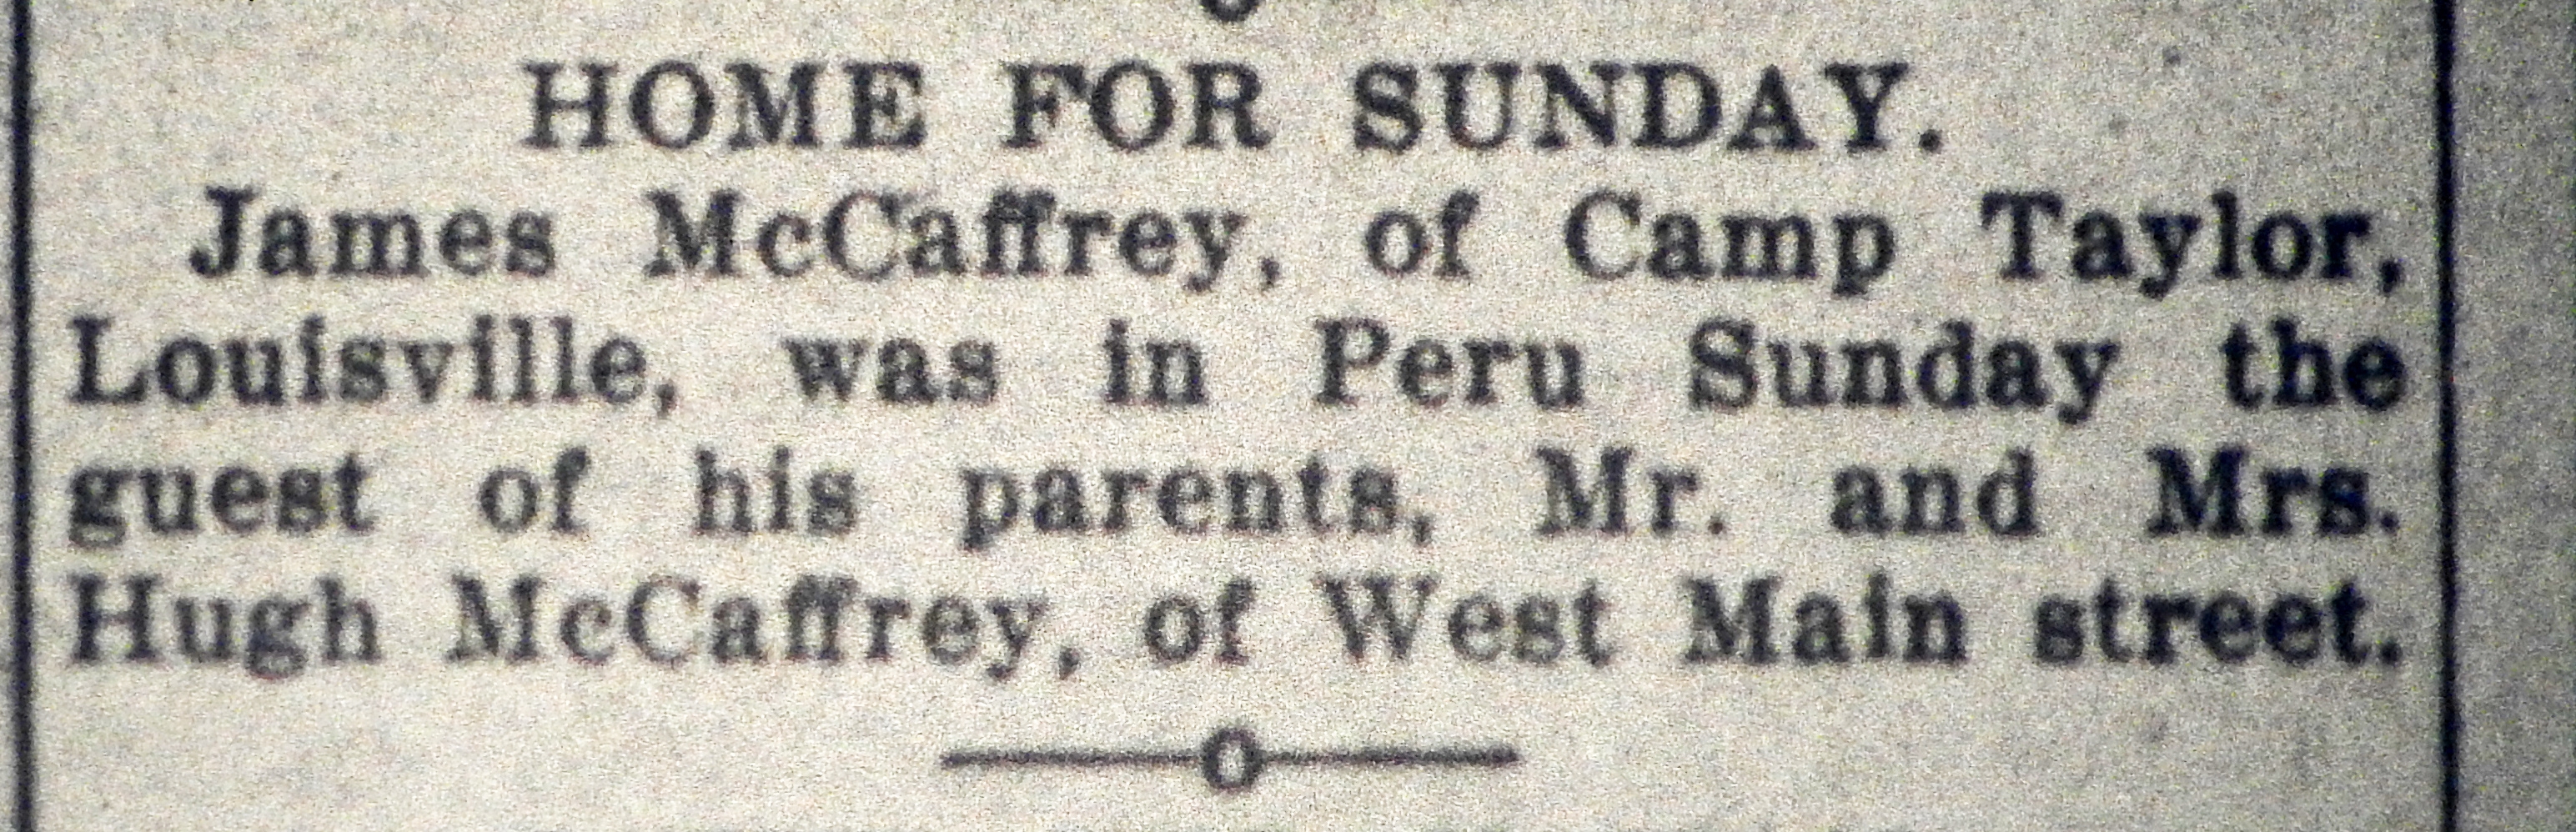 HOME FOR SUNDAY.
James McCaffrey, of Camp Taylor,
Louisville, was in Peru Sunday the
guest of his parents, Mr. and Mrs.
Hugh McCaffrey, of West Main street.